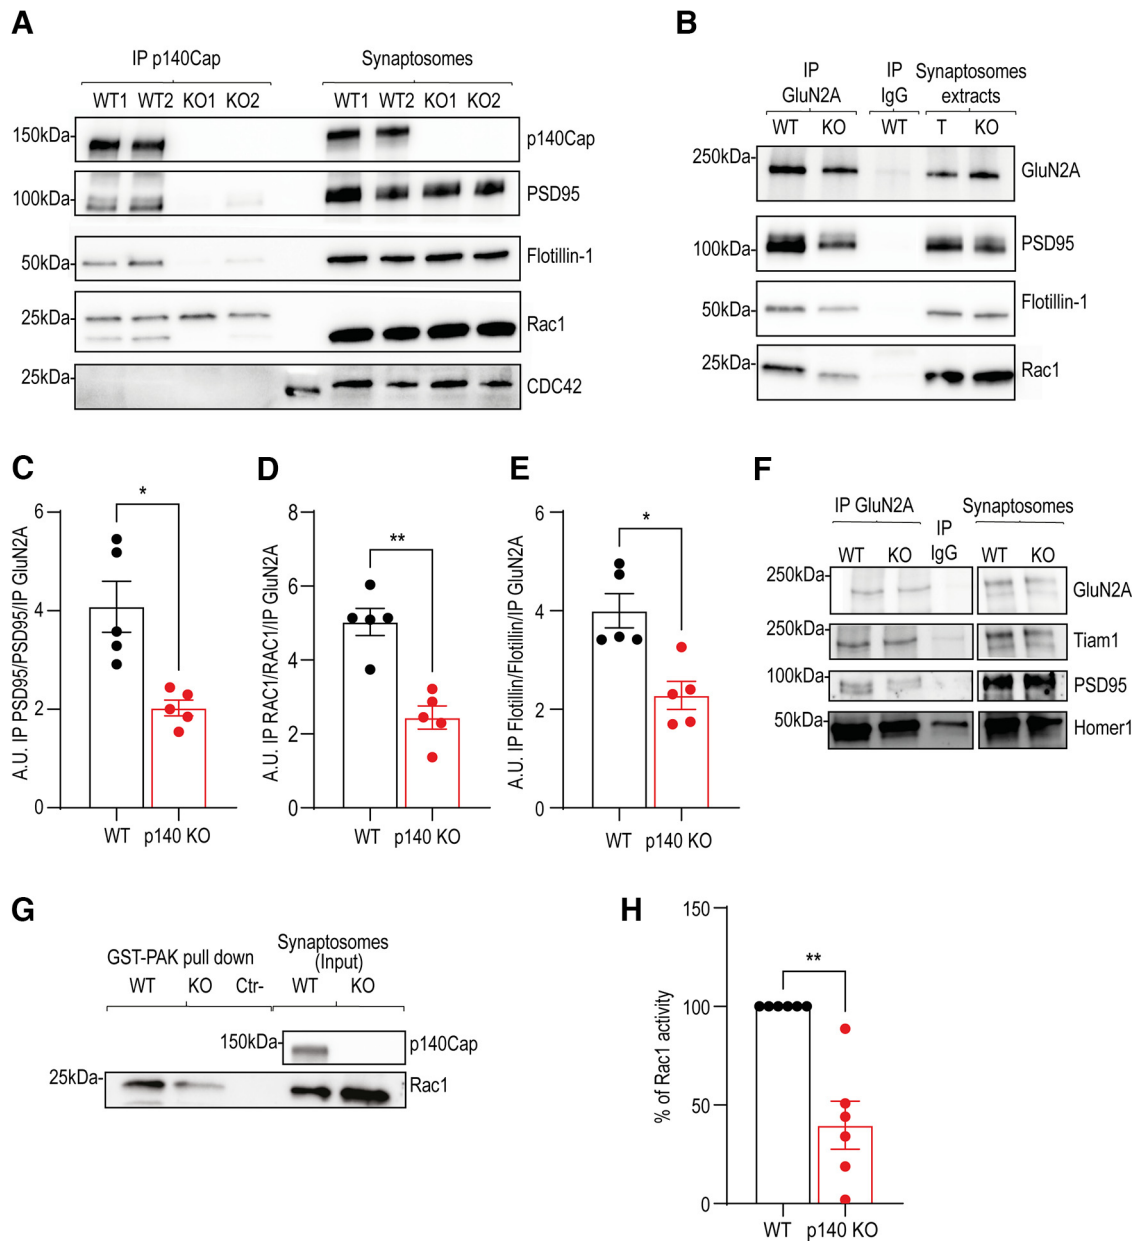 A
IP p140Cap
Synaptosomes
WT1 WT2 KO1 KO2
WT1 WT2 KO1 KO2
150kDa
p140Cap
100kDa
PSD95
50kDa
Flotillin-1
25kDa
Rac1
25kDa
CDC42
B
IP
GluN2A
IP
IgG
Synaptosomes
extracts
WT KO
WT
T KO
250kDa
GluN2A
100kDa
PSD95
50kDa
Flotillin-1
25kDa
Rac1
C
A.U. IP PSD95/PSD95/IP GluN2A
6
4
2
0
*
WT p140 KO
D
A.U. IP RAC1/RAC1/IP GluN2A
8
6
4
2
0
**
WT p140 KO
E
A.U. IP Flotillin/Flotillin/IP GluN2A
6
4
2
0
*
WT p140 KO
F
IP GluN2A
IP
IgG
Synaptosomes
WT KO
WT KO
250kDa
GluN2A
250kDa
Tiam1
100kDa
PSD95
50kDa
Homer1
G
GST-PAK pull down
Synaptosomes
(Input)
WT KO Ctr-
WT KO
150kDa
p140Cap
25kDa
Rac1
H
% of Rac1 activity
150
100
50
0
**
WT p140 KO